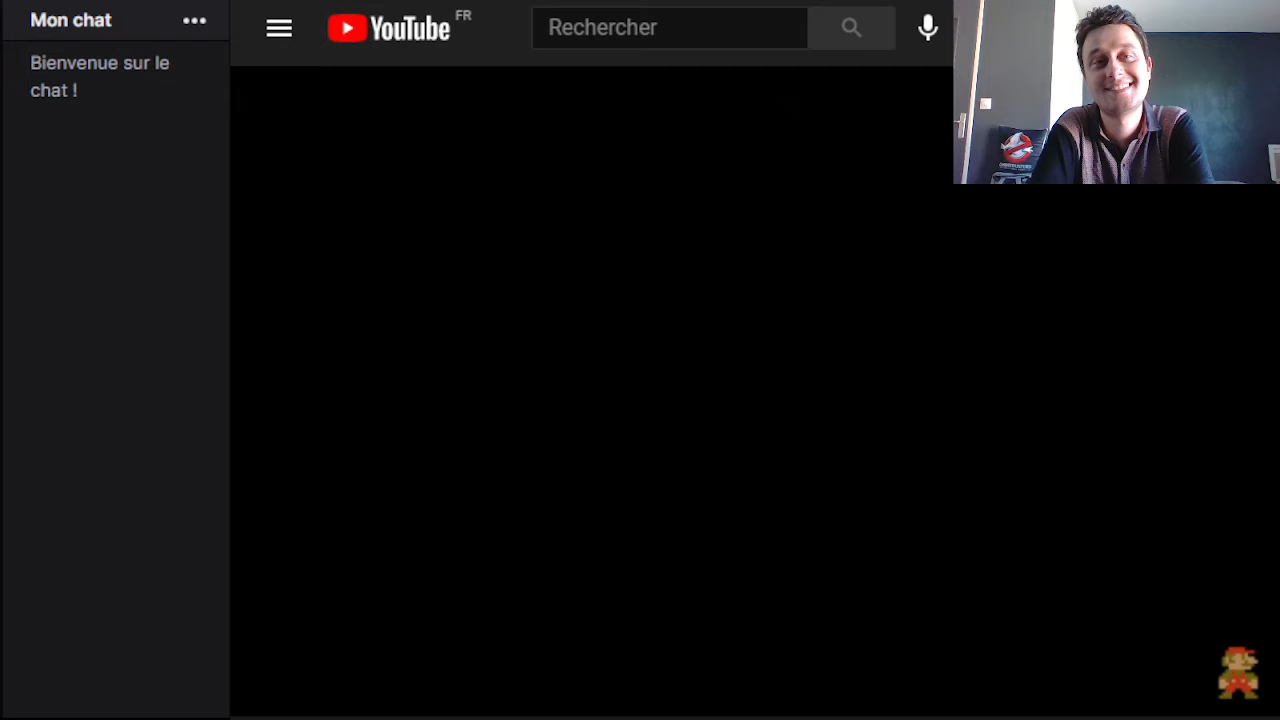 Mon chat
Bienvenue sur le
chat !
YouTube FR
Rechercher